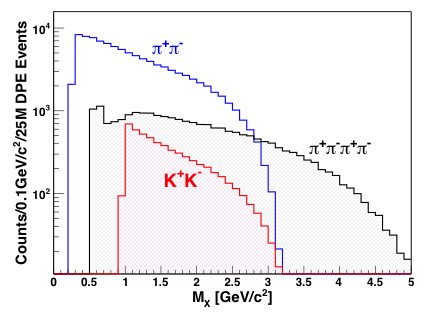 Counts/0.1GeV/c² /25M DPE Events
10⁴
10³
10²
π⁺π⁻
π⁺π⁻π⁺π⁻
K⁺K⁻
0 0.5 1 1.5 2 2.5 3 3.5 4 4.5 5
M_X [GeV/c²]